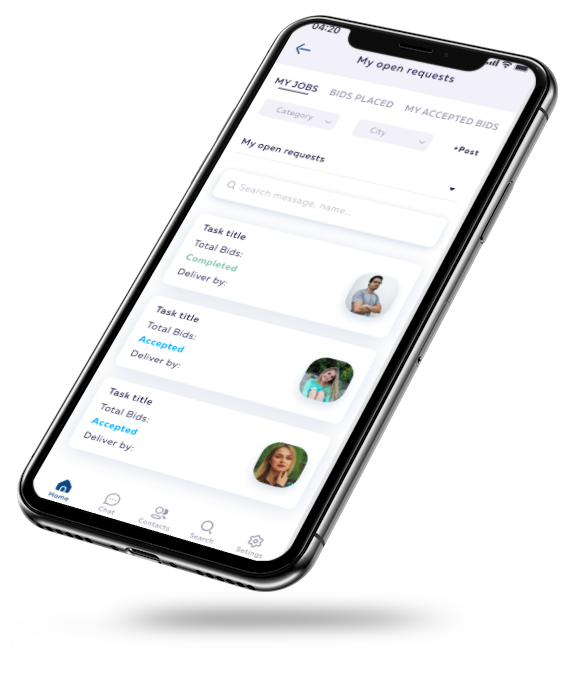 04:20
My open requests
MY JOBS BIDS PLACED MY ACCEPTED BIDS
Category City +Post
My open requests
Search message, name...
Task title
Total Bids:
Completed
Deliver by:
Task title
Total Bids:
Accepted
Deliver by:
Task title
Total Bids:
Accepted
Deliver by:
Home Chat Contacts Search Setings